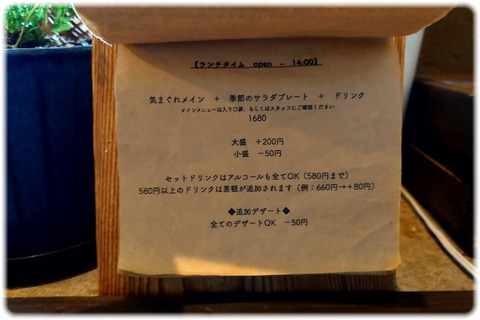 【ランチタイム open - 14:00】
気まぐれメイン + 季節のサラダプレート + ドリンク
メインメニューは入り口扉、もしくはスタッフにご確認ください
1680
大盛 +200円
小盛 -50円
セットドリンクはアルコールも全てOK（580円まで）
580円以上のドリンクは差額が追加されます（例：660円→+80円）
◆追加デザート◆
全てのデザートOK -50円